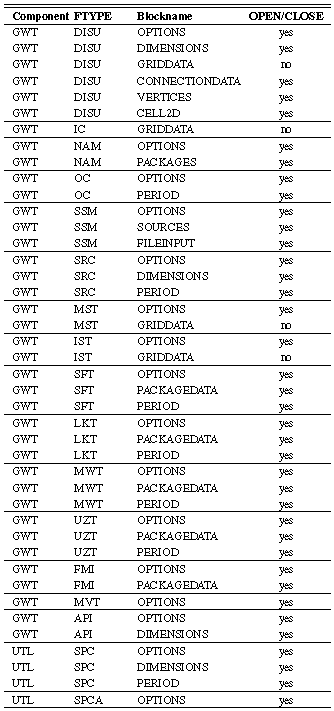 Component FTYPE Blockname OPEN/CLOSE
GWT DISU OPTIONS yes
GWT DISU DIMENSIONS yes
GWT DISU GRIDDATA no
GWT DISU CONNECTIONDATA yes
GWT DISU VERTICES yes
GWT DISU CELL2D yes
GWT IC GRIDDATA no
GWT NAM OPTIONS yes
GWT NAM PACKAGES yes
GWT OC OPTIONS yes
GWT OC PERIOD yes
GWT SSM OPTIONS yes
GWT SSM SOURCES yes
GWT SSM FILEINPUT yes
GWT SRC OPTIONS yes
GWT SRC DIMENSIONS yes
GWT SRC PERIOD yes
GWT MST OPTIONS yes
GWT MST GRIDDATA no
GWT IST OPTIONS yes
GWT IST GRIDDATA no
GWT SFT OPTIONS yes
GWT SFT PACKAGEDATA yes
GWT SFT PERIOD yes
GWT LKT OPTIONS yes
GWT LKT PACKAGEDATA yes
GWT LKT PERIOD yes
GWT MWT OPTIONS yes
GWT MWT PACKAGEDATA yes
GWT MWT PERIOD yes
GWT UZT OPTIONS yes
GWT UZT PACKAGEDATA yes
GWT UZT PERIOD yes
GWT FMI OPTIONS yes
GWT FMI PACKAGEDATA yes
GWT MVT OPTIONS yes
GWT API OPTIONS yes
GWT API DIMENSIONS yes
UTL SPC OPTIONS yes
UTL SPC DIMENSIONS yes
UTL SPC PERIOD yes
UTL SPCA OPTIONS yes